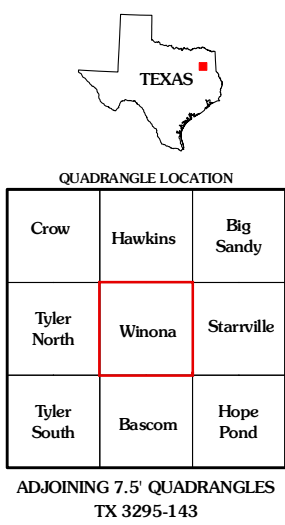 TEXAS
QUADRANGLE LOCATION
Crow
Hawkins
Big
Sandy
Tyler
North
Winona
Starrville
Tyler
South
Bascom
Hope
Pond
ADJOINING 7.5' QUADRANGLES
TX 3295-143